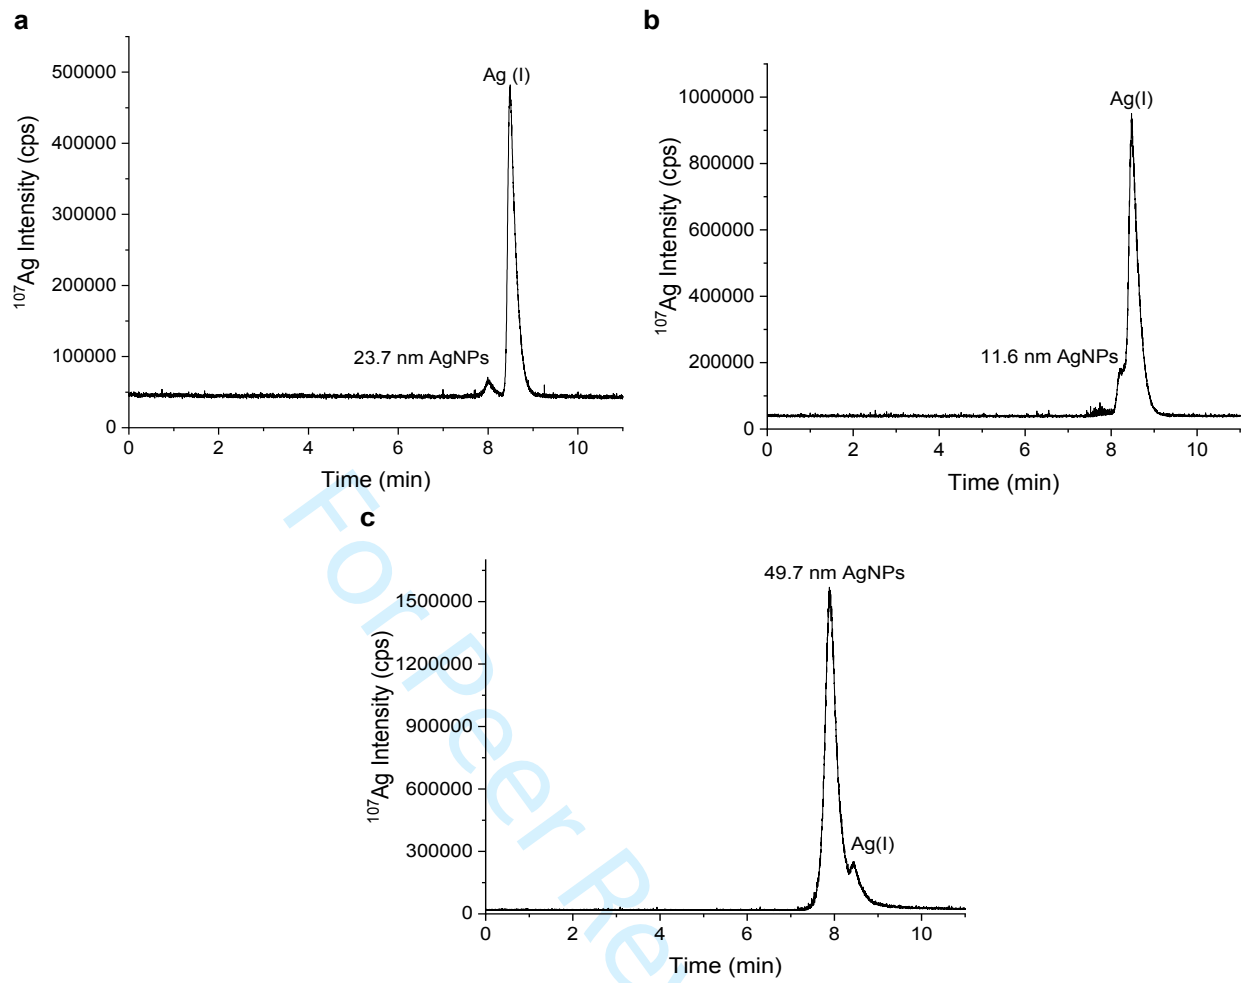 a
500000
400000
300000
200000
100000
0
0 2 4 6 8 10
Time (min)
¹⁰⁷Ag Intensity (cps)
Ag (I)
23.7 nm AgNPs
b
1000000
800000
600000
400000
200000
0
0 2 4 6 8 10
Time (min)
¹⁰⁷Ag Intensity (cps)
Ag(I)
11.6 nm AgNPs
c
1500000
1200000
900000
600000
300000
0
0 2 4 6 8 10
Time (min)
¹⁰⁷Ag Intensity (cps)
49.7 nm AgNPs
Ag(I)
For Peer Re